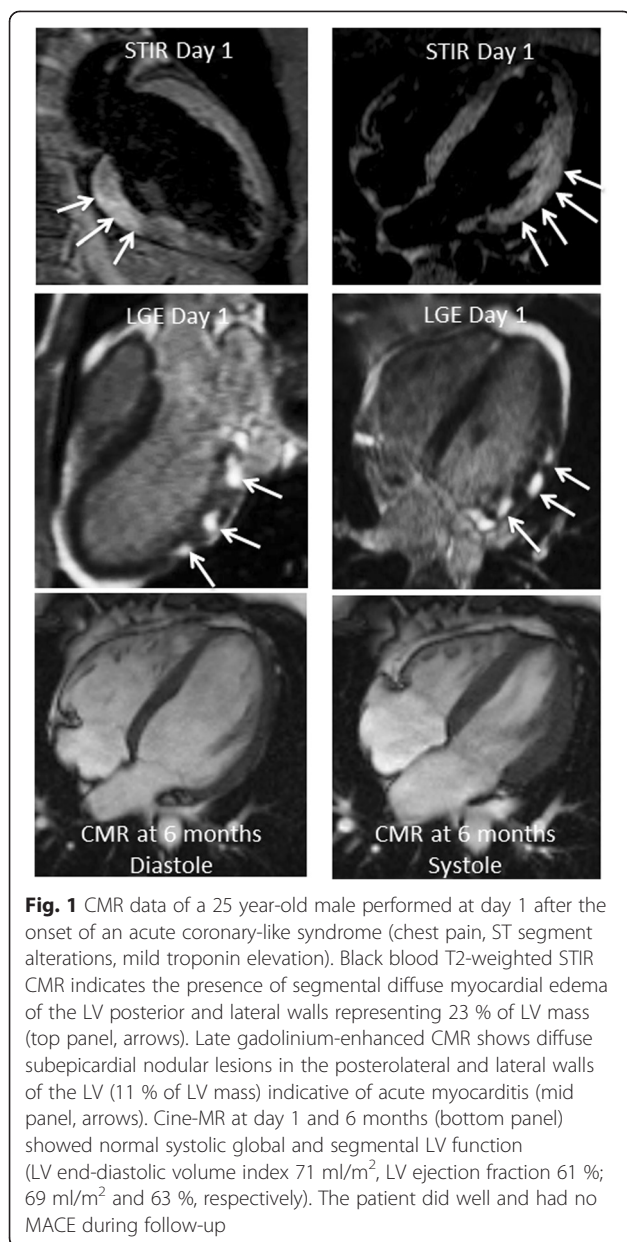 STIR Day 1
STIR Day 1
LGE Day 1
LGE Day 1
CMR at 6 months
Diastole
CMR at 6 months
Systole
Fig. 1 CMR data of a 25 year-old male performed at day 1 after the
onset of an acute coronary-like syndrome (chest pain, ST segment
alterations, mild troponin elevation). Black blood T2-weighted STIR
CMR indicates the presence of segmental diffuse myocardial edema
of the LV posterior and lateral walls representing 23 % of LV mass
(top panel, arrows). Late gadolinium-enhanced CMR shows diffuse
subepicardial nodular lesions in the posterolateral and lateral walls
of the LV (11 % of LV mass) indicative of acute myocarditis (mid
panel, arrows). Cine-MR at day 1 and 6 months (bottom panel)
showed normal systolic global and segmental LV function
(LV end-diastolic volume index 71 ml/m², LV ejection fraction 61 %;
69 ml/m² and 63 %, respectively). The patient did well and had no
MACE during follow-up